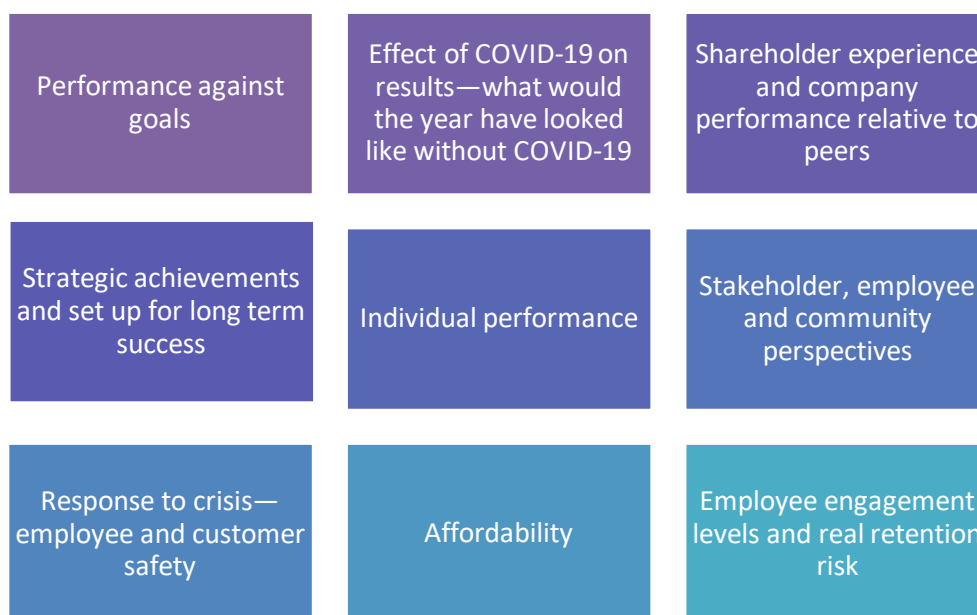 Performance against
goals
Effect of COVID-19 on
results—what would
the year have looked
like without COVID-19
Shareholder experience
and company
performance relative to
peers
Strategic achievements
and set up for long term
success
Individual performance
Stakeholder, employee
and community
perspectives
Response to crisis—
employee and customer
safety
Affordability
Employee engagement
levels and real retention
risk